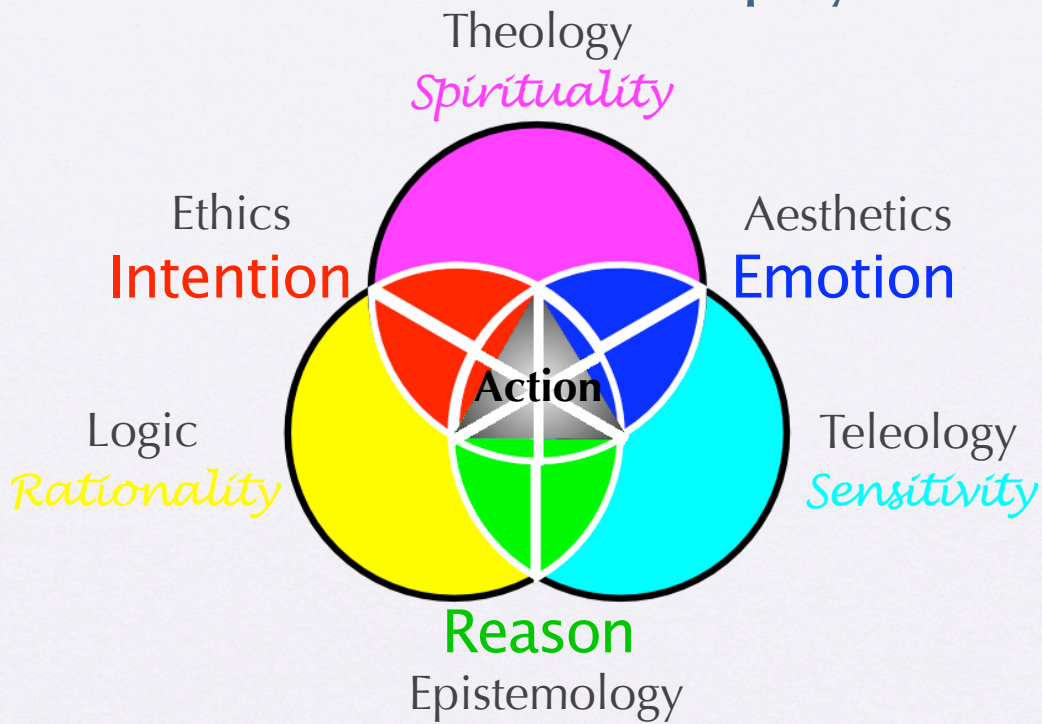 Theology
Spirituality
Ethics
Intention
Aesthetics
Emotion
Action
Logic
Rationality
Teleology
Sensitivity
Reason
Epistemology